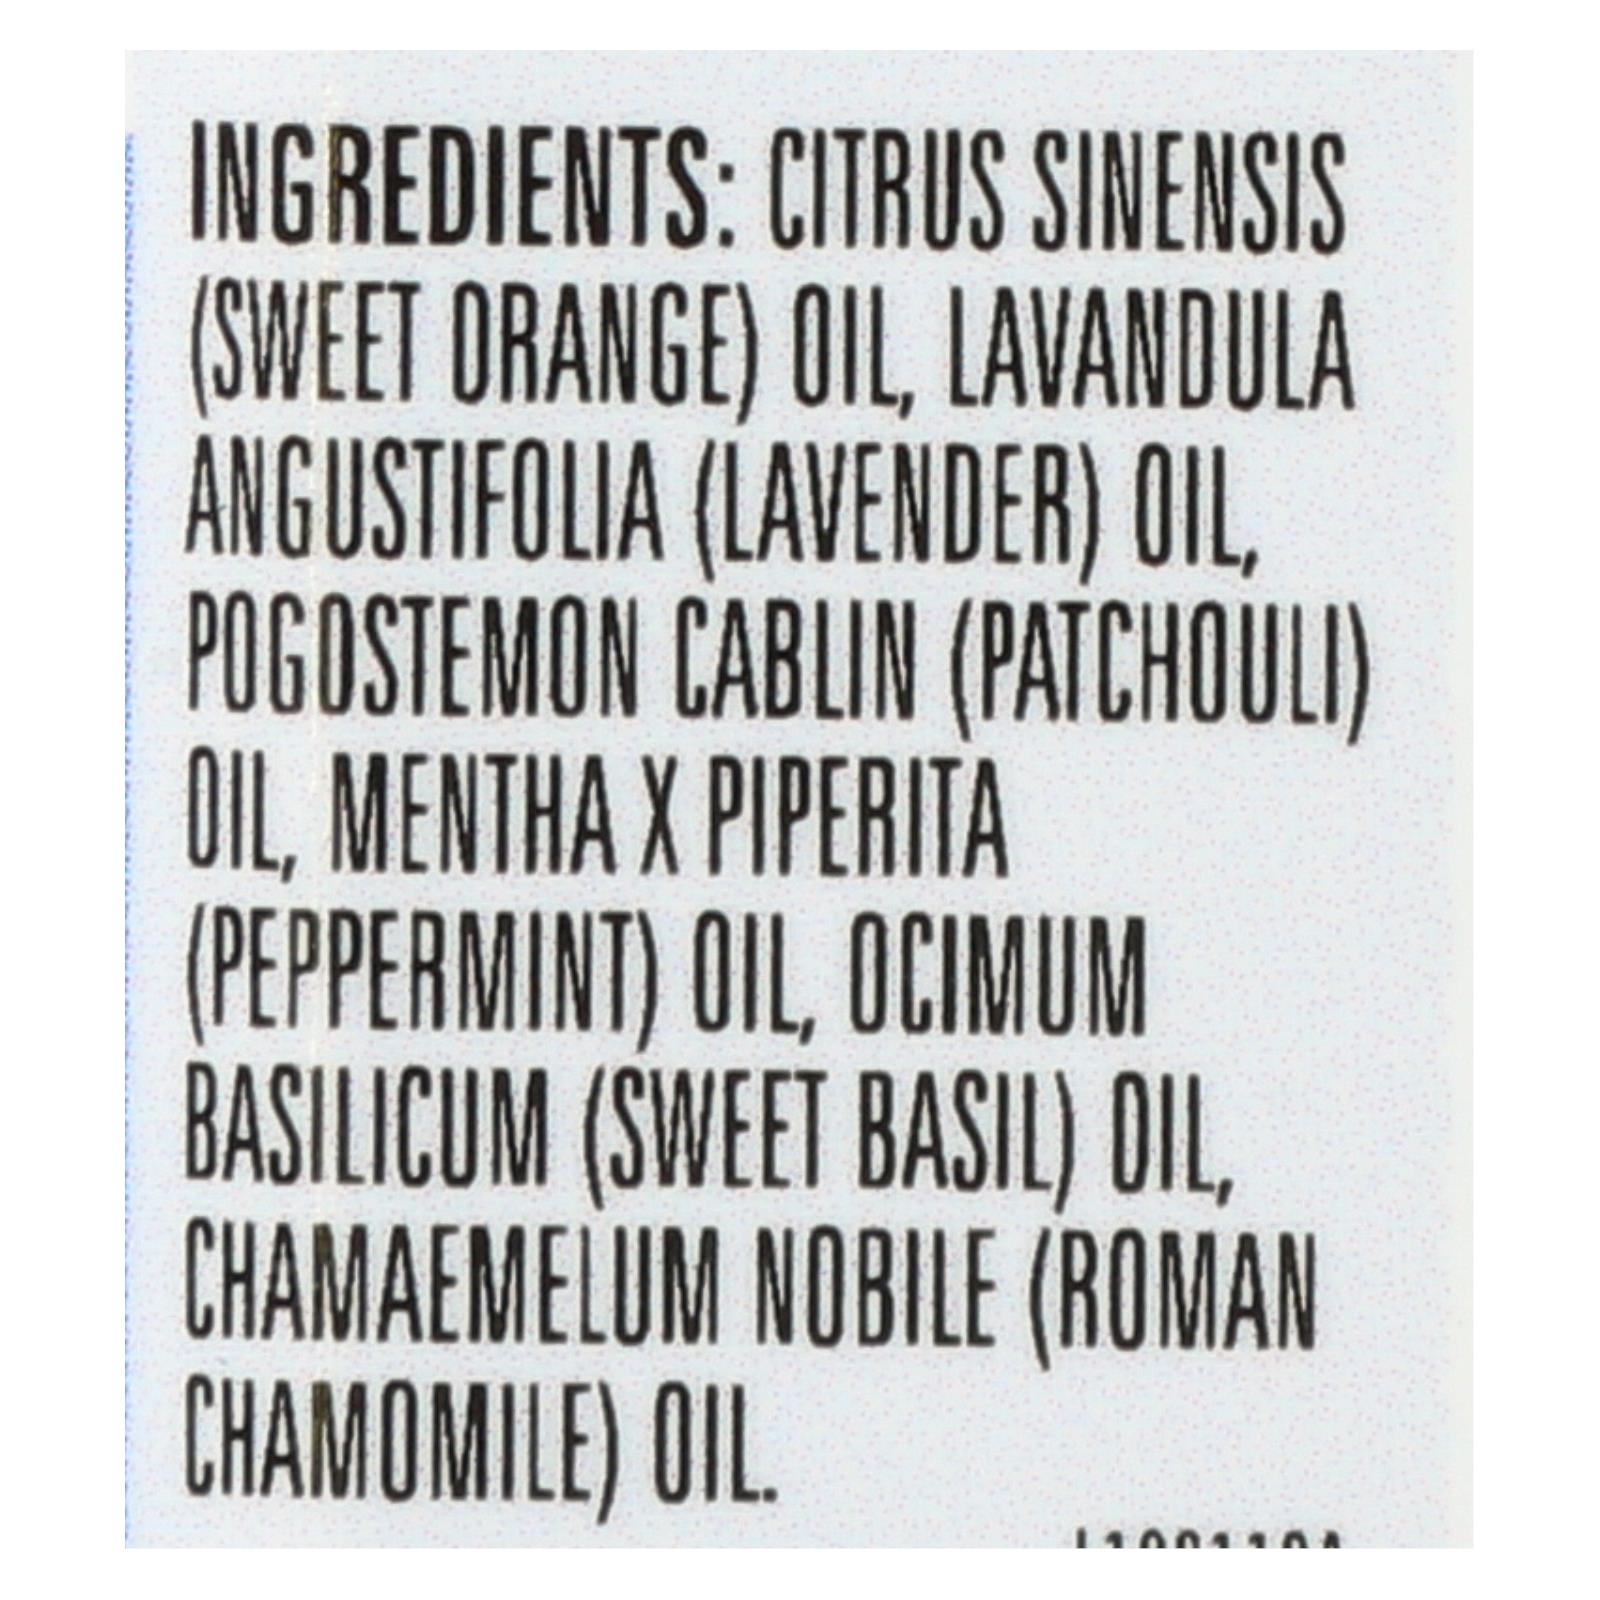 INGREDIENTS: CITRUS SINENSIS
(SWEET ORANGE) OIL, LAVANDULA
ANGUSTIFOLIA (LAVENDER) OIL,
POGOSTEMON CABLIN (PATCHOULI)
OIL, MENTHA X PIPERITA
(PEPPERMINT) OIL, OCIMUM
BASILICUM (SWEET BASIL) OIL,
CHAMAEMELUM NOBILE (ROMAN
CHAMOMILE) OIL.